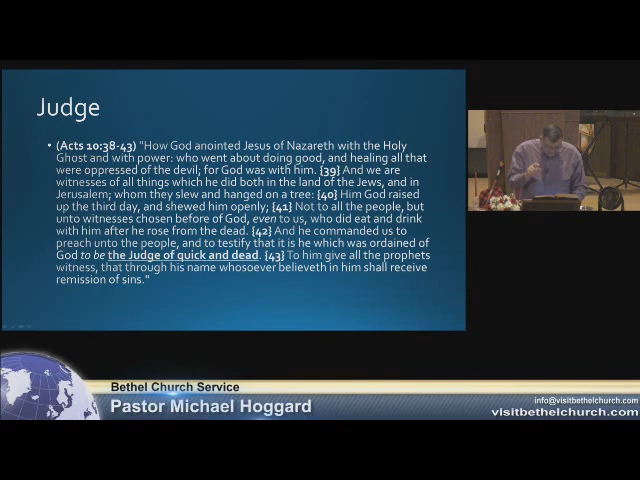 Judge
• (Acts 10:38-43) "How God anointed Jesus of Nazareth with the Holy
Ghost and with power: who went about doing good, and healing all that
were oppressed of the devil; for God was with him. {39} And we are
witnesses of all things which he did both in the land of the Jews, and in
Jerusalem; whom they slew and hanged on a tree: {40} Him God raised
up the third day, and shewed him openly; {41} Not to all the people, but
unto witnesses chosen before of God, even to us, who did eat and drink
with him after he rose from the dead. {42} And he commanded us to
preach unto the people, and to testify that it is he which was ordained of
God to be the Judge of quick and dead. {43} To him give all the prophets
witness, that through his name whosoever believeth in him shall receive
remission of sins."
Bethel Church Service
Pastor Michael Hoggard
info@visitbethelchurch.com
visitbethelchurch.com